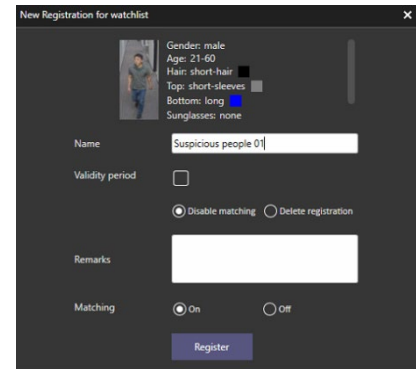 New Registration for watchlist
Gender: male
Age: 21-60
Hair: short-hair
Top: short-sleeves
Bottom: long
Sunglasses: none
Name
Suspicious people 01
Validity period
Disable matching Delete registration
Remarks
Matching
On Off
Register